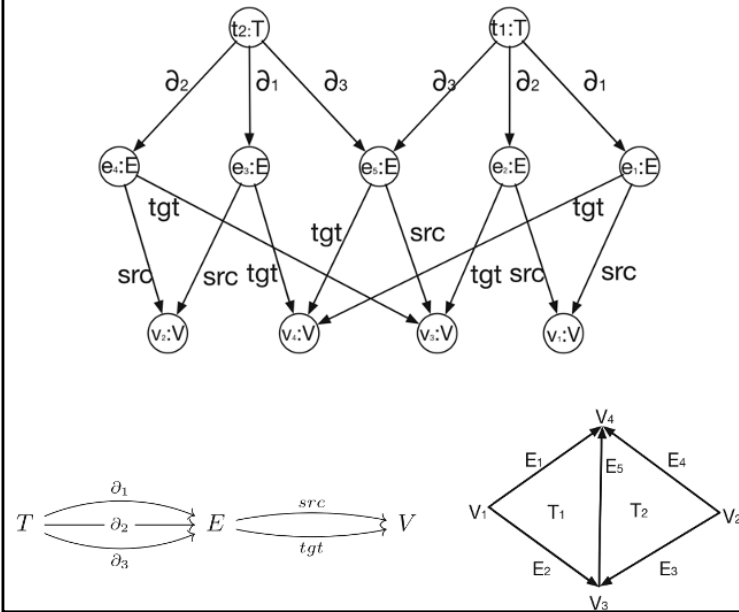 t₂:T t₁:T
∂₂ ∂₁ ∂₃ ∂₃ ∂₂ ∂₁
e₄:E e₃:E e₅:E e₂:E e₁:E
tgt tgt
tgt src
src src tgt tgt src src
v₂:V v₄:V v₃:V v₁:V
V₄
E₁ E₅ E₄
∂₁ src
T ∂₂ E V
∂₃ tgt
V₁ T₁ T₂ V₂
E₂ E₃
V₃